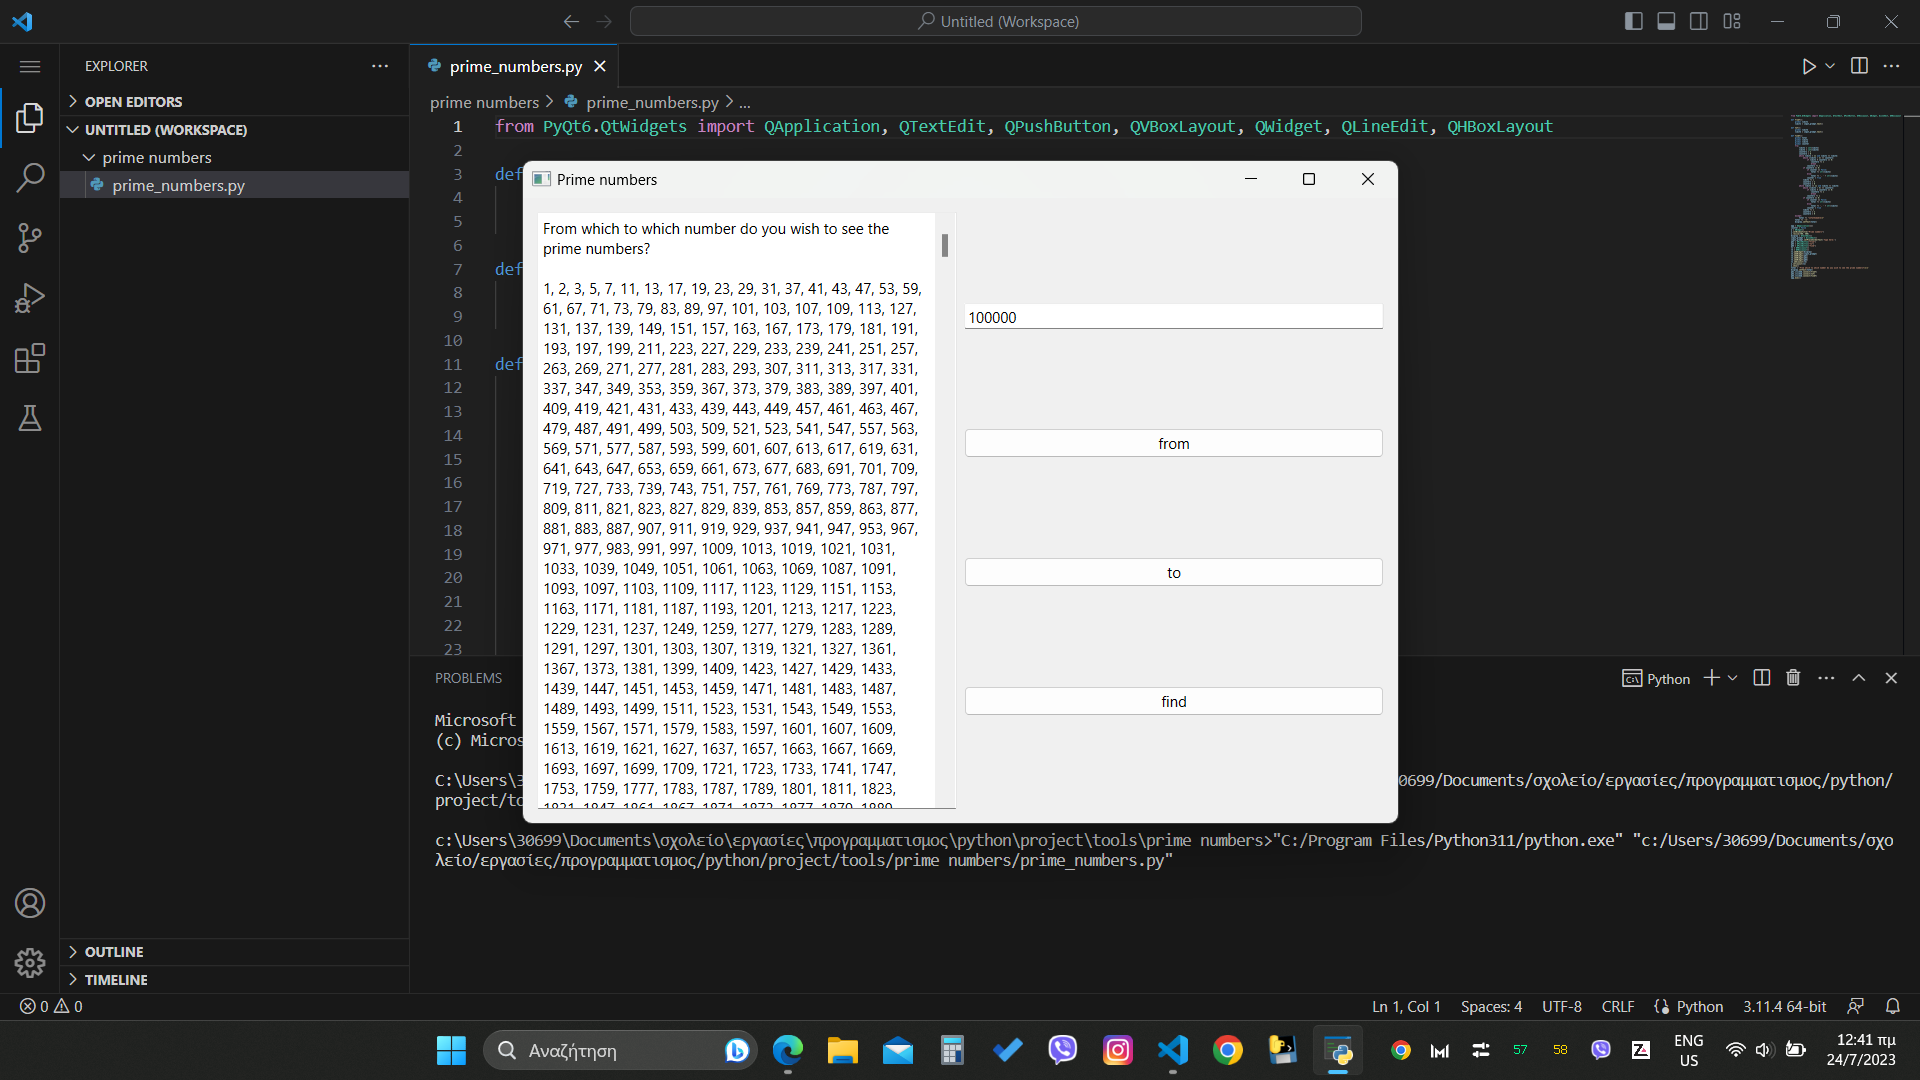 Untitled (Workspace)
EXPLORER
OPEN EDITORS
UNTITLED (WORKSPACE)
prime numbers
prime_numbers.py
OUTLINE
TIMELINE
prime_numbers.py
prime numbers > prime_numbers.py > ...
1 from PyQt6.QtWidgets import QApplication, QTextEdit, QPushButton, QVBoxLayout, QWidget, QLineEdit, QHBoxLayout
2
3 def
4
5
6
7 def
8
9
10
11 def
12
13
14
15
16
17
18
19
20
21
22
23
Prime numbers
From which to which number do you wish to see the
prime numbers?
1, 2, 3, 5, 7, 11, 13, 17, 19, 23, 29, 31, 37, 41, 43, 47, 53, 59,
61, 67, 71, 73, 79, 83, 89, 97, 101, 103, 107, 109, 113, 127,
131, 137, 139, 149, 151, 157, 163, 167, 173, 179, 181, 191,
193, 197, 199, 211, 223, 227, 229, 233, 239, 241, 251, 257,
263, 269, 271, 277, 281, 283, 293, 307, 311, 313, 317, 331,
337, 347, 349, 353, 359, 367, 373, 379, 383, 389, 397, 401,
409, 419, 421, 431, 433, 439, 443, 449, 457, 461, 463, 467,
479, 487, 491, 499, 503, 509, 521, 523, 541, 547, 557, 563,
569, 571, 577, 587, 593, 599, 601, 607, 613, 617, 619, 631,
641, 643, 647, 653, 659, 661, 673, 677, 683, 691, 701, 709,
719, 727, 733, 739, 743, 751, 757, 761, 769, 773, 787, 797,
809, 811, 821, 823, 827, 829, 839, 853, 857, 859, 863, 877,
881, 883, 887, 907, 911, 919, 929, 937, 941, 947, 953, 967,
971, 977, 983, 991, 997, 1009, 1013, 1019, 1021, 1031,
1033, 1039, 1049, 1051, 1061, 1063, 1069, 1087, 1091,
1093, 1097, 1103, 1109, 1117, 1123, 1129, 1151, 1153,
1163, 1171, 1181, 1187, 1193, 1201, 1213, 1217, 1223,
1229, 1231, 1237, 1249, 1259, 1277, 1279, 1283, 1289,
1291, 1297, 1301, 1303, 1307, 1319, 1321, 1327, 1361,
1367, 1373, 1381, 1399, 1409, 1423, 1427, 1429, 1433,
1439, 1447, 1451, 1453, 1459, 1471, 1481, 1483, 1487,
1489, 1493, 1499, 1511, 1523, 1531, 1543, 1549, 1553,
1559, 1567, 1571, 1579, 1583, 1597, 1601, 1607, 1609,
1613, 1619, 1621, 1627, 1637, 1657, 1663, 1667, 1669,
1693, 1697, 1699, 1709, 1721, 1723, 1733, 1741, 1747,
1753, 1759, 1777, 1783, 1787, 1789, 1801, 1811, 1823,
1831, 1847, 1861, 1867, 1871, 1873, 1877, 1879, 1889,
100000
from
to
find
PROBLEMS
Python
Microsoft
(c) Micros
C:\Users\3 0699/Documents/σχολείο/εργασίες/προγραμματισμος/python/
project/to
c:\Users\30699\Documents\σχολείο\εργασίες\προγραμματισμος\python\project\tools\prime numbers>"C:/Program Files/Python311/python.exe" "c:/Users/30699/Documents/σχο
λείο/εργασίες/προγραμματισμος/python/project/tools/prime numbers/prime_numbers.py"
0 0
Ln 1, Col 1 Spaces: 4 UTF-8 CRLF Python 3.11.4 64-bit
Αναζήτηση
57 58
ENG
US
12:41 πμ
24/7/2023